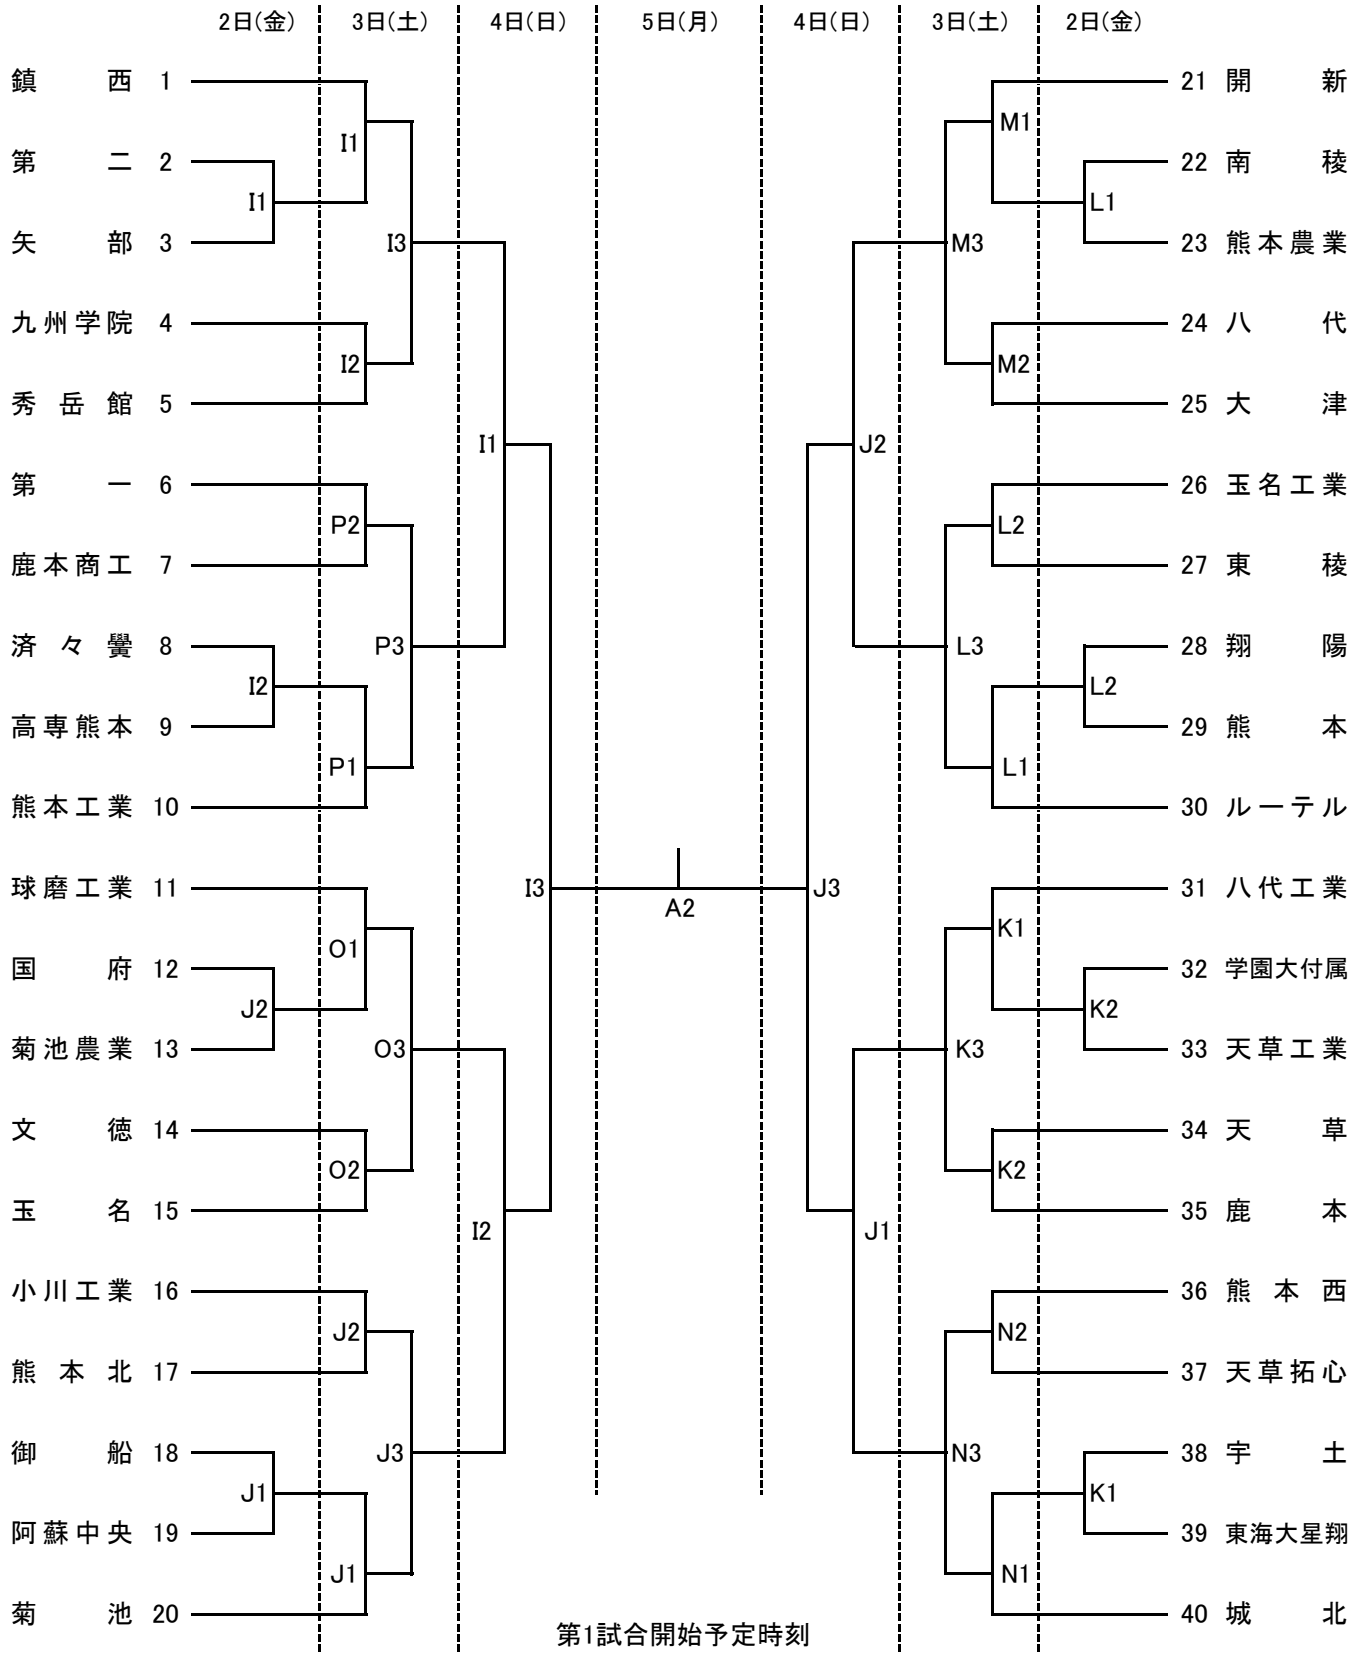 2日(金) 3日(土) 4日(日) 5日(月) 4日(日) 3日(土) 2日(金)
鎮西 1 21 開新
I1 M1
第二 2 22 南稜
I1 L1
矢部 3 I3 M3 23 熊本農業
九州学院 4 24 八代
I2 M2
秀岳館 5 25 大津
I1 J2
第一 6 26 玉名工業
P2 L2
鹿本商工 7 27 東稜
済々黌 8 P3 L3 28 翔陽
I2 L2
高専熊本 9 29 熊本
P1 L1
熊本工業 10 30 ルーテル
球磨工業 11 I3 J3 31 八代工業
A2
O1 K1
国府 12 32 学園大付属
J2 K2
菊池農業 13 O3 K3 33 天草工業
文徳 14 34 天草
O2 K2
玉名 15 35 鹿本
I2 J1
小川工業 16 36 熊本西
J2 N2
熊本北 17 37 天草拓心
御船 18 J3 N3 38 宇土
J1 K1
阿蘇中央 19 39 東海大星翔
J1 N1
菊池 20 40 城北
第1試合開始予定時刻